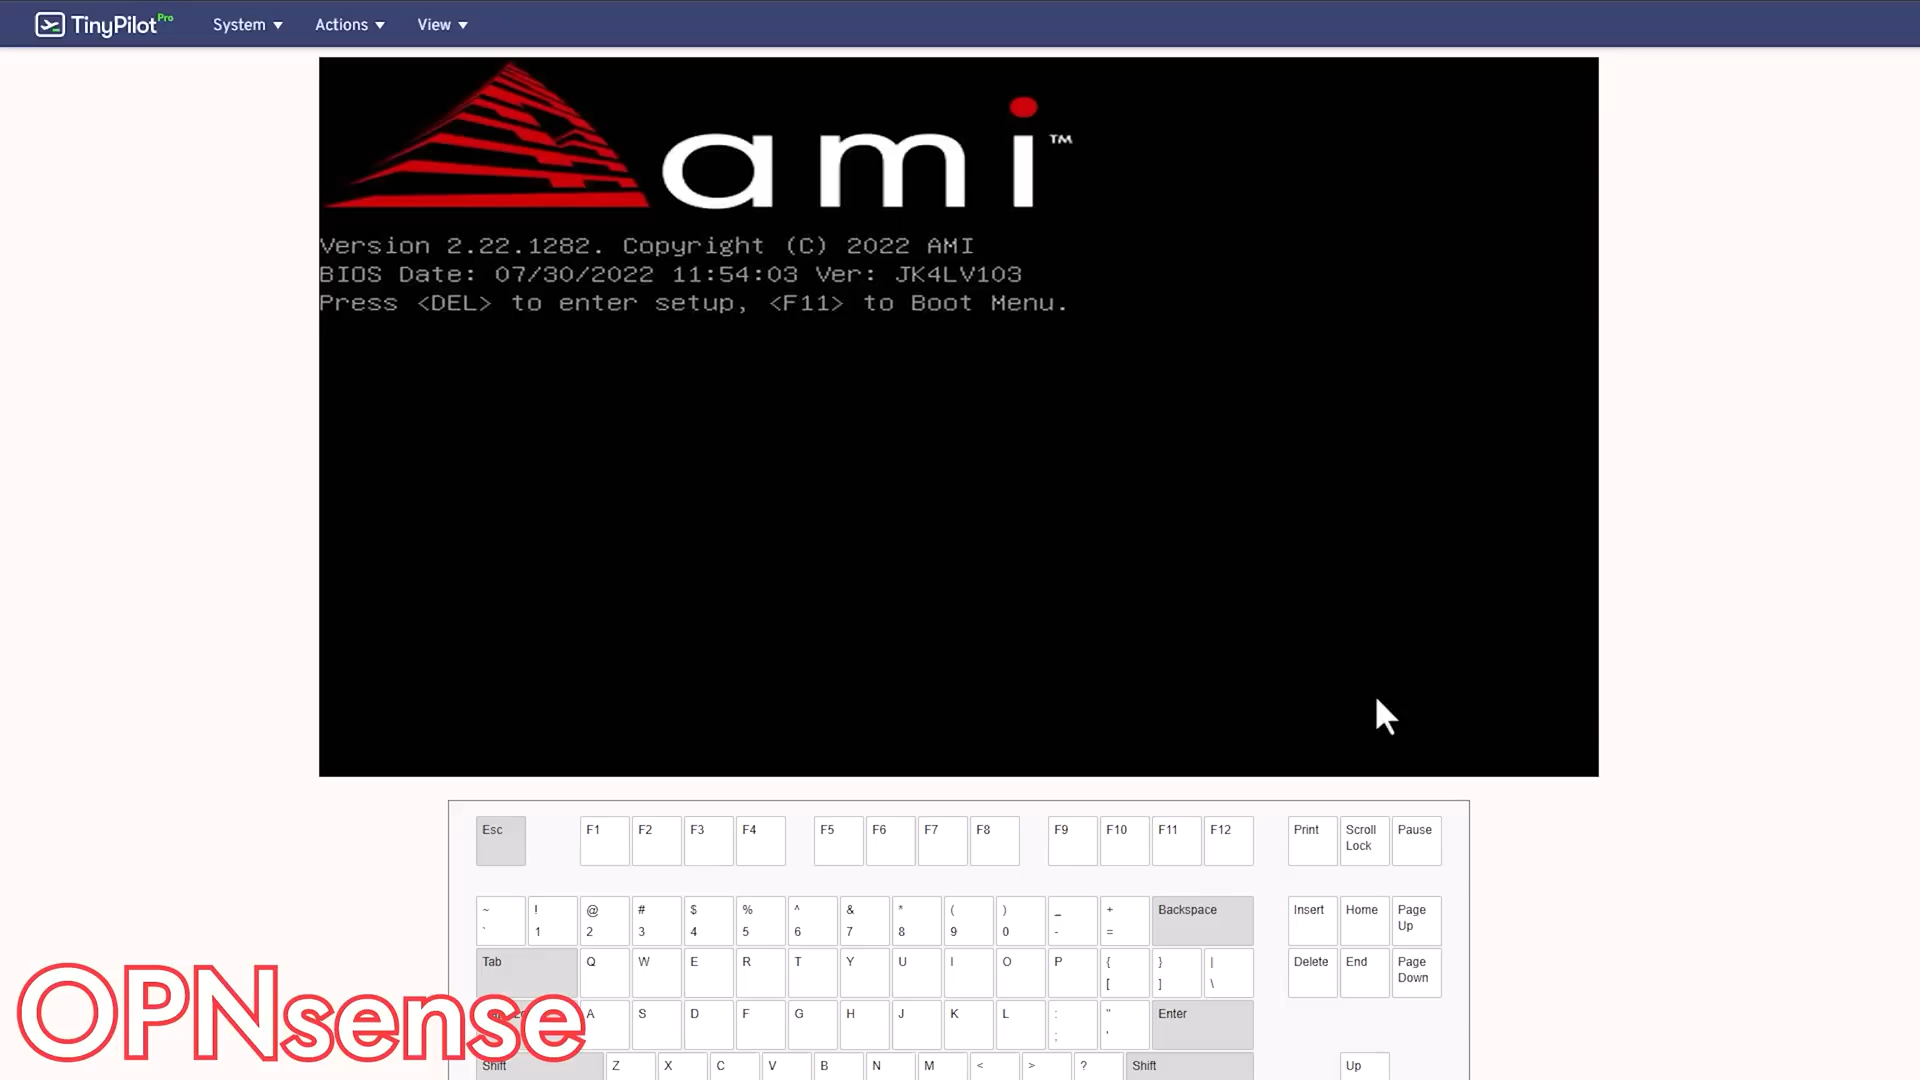 TinyPilot Pro
System
Actions
View
ami™
Version 2.22.1282. Copyright (C) 2022 AMI
BIOS Date: 07/30/2022 11:54:03 Ver: JK4LV103
Press <DEL> to enter setup, <F11> to Boot Menu.
Esc F1 F2 F3 F4 F5 F6 F7 F8 F9 F10 F11 F12 Print Scroll Lock Pause
~ ! @ # $ % ^ & * ( ) _ + Backspace Insert Home Page Up
` 1 2 3 4 5 6 7 8 9 0 - =
Tab Q W E R T Y U I O P { } | Delete End Page Down
[ ] \
A S D F G H J K L : " Enter
; '
Shift Z X C V B N M < > ? Shift Up
OPNsense